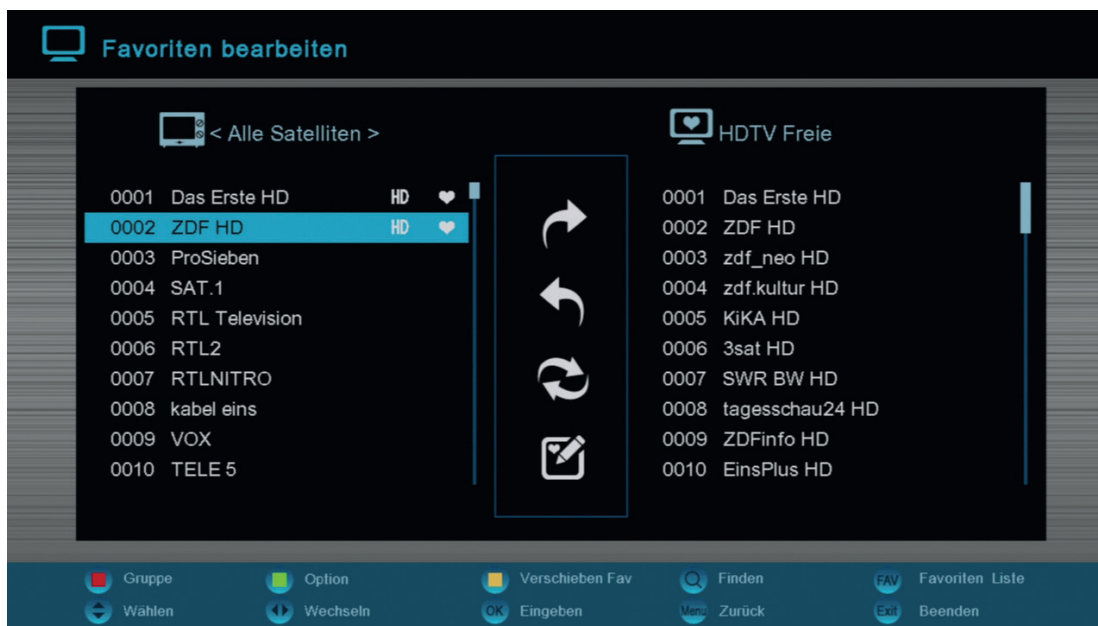 Favoriten bearbeiten
< Alle Satelliten >
0001 Das Erste HD HD
0002 ZDF HD HD
0003 ProSieben
0004 SAT.1
0005 RTL Television
0006 RTL2
0007 RTLNITRO
0008 kabel eins
0009 VOX
0010 TELE 5
HDTV Freie
0001 Das Erste HD
0002 ZDF HD
0003 zdf_neo HD
0004 zdf.kultur HD
0005 KiKA HD
0006 3sat HD
0007 SWR BW HD
0008 tagesschau24 HD
0009 ZDFinfo HD
0010 EinsPlus HD
Gruppe Option Verschieben Fav Finden FAV Favoriten Liste
Wählen Wechseln OK Eingeben Menu Zurück Exit Beenden